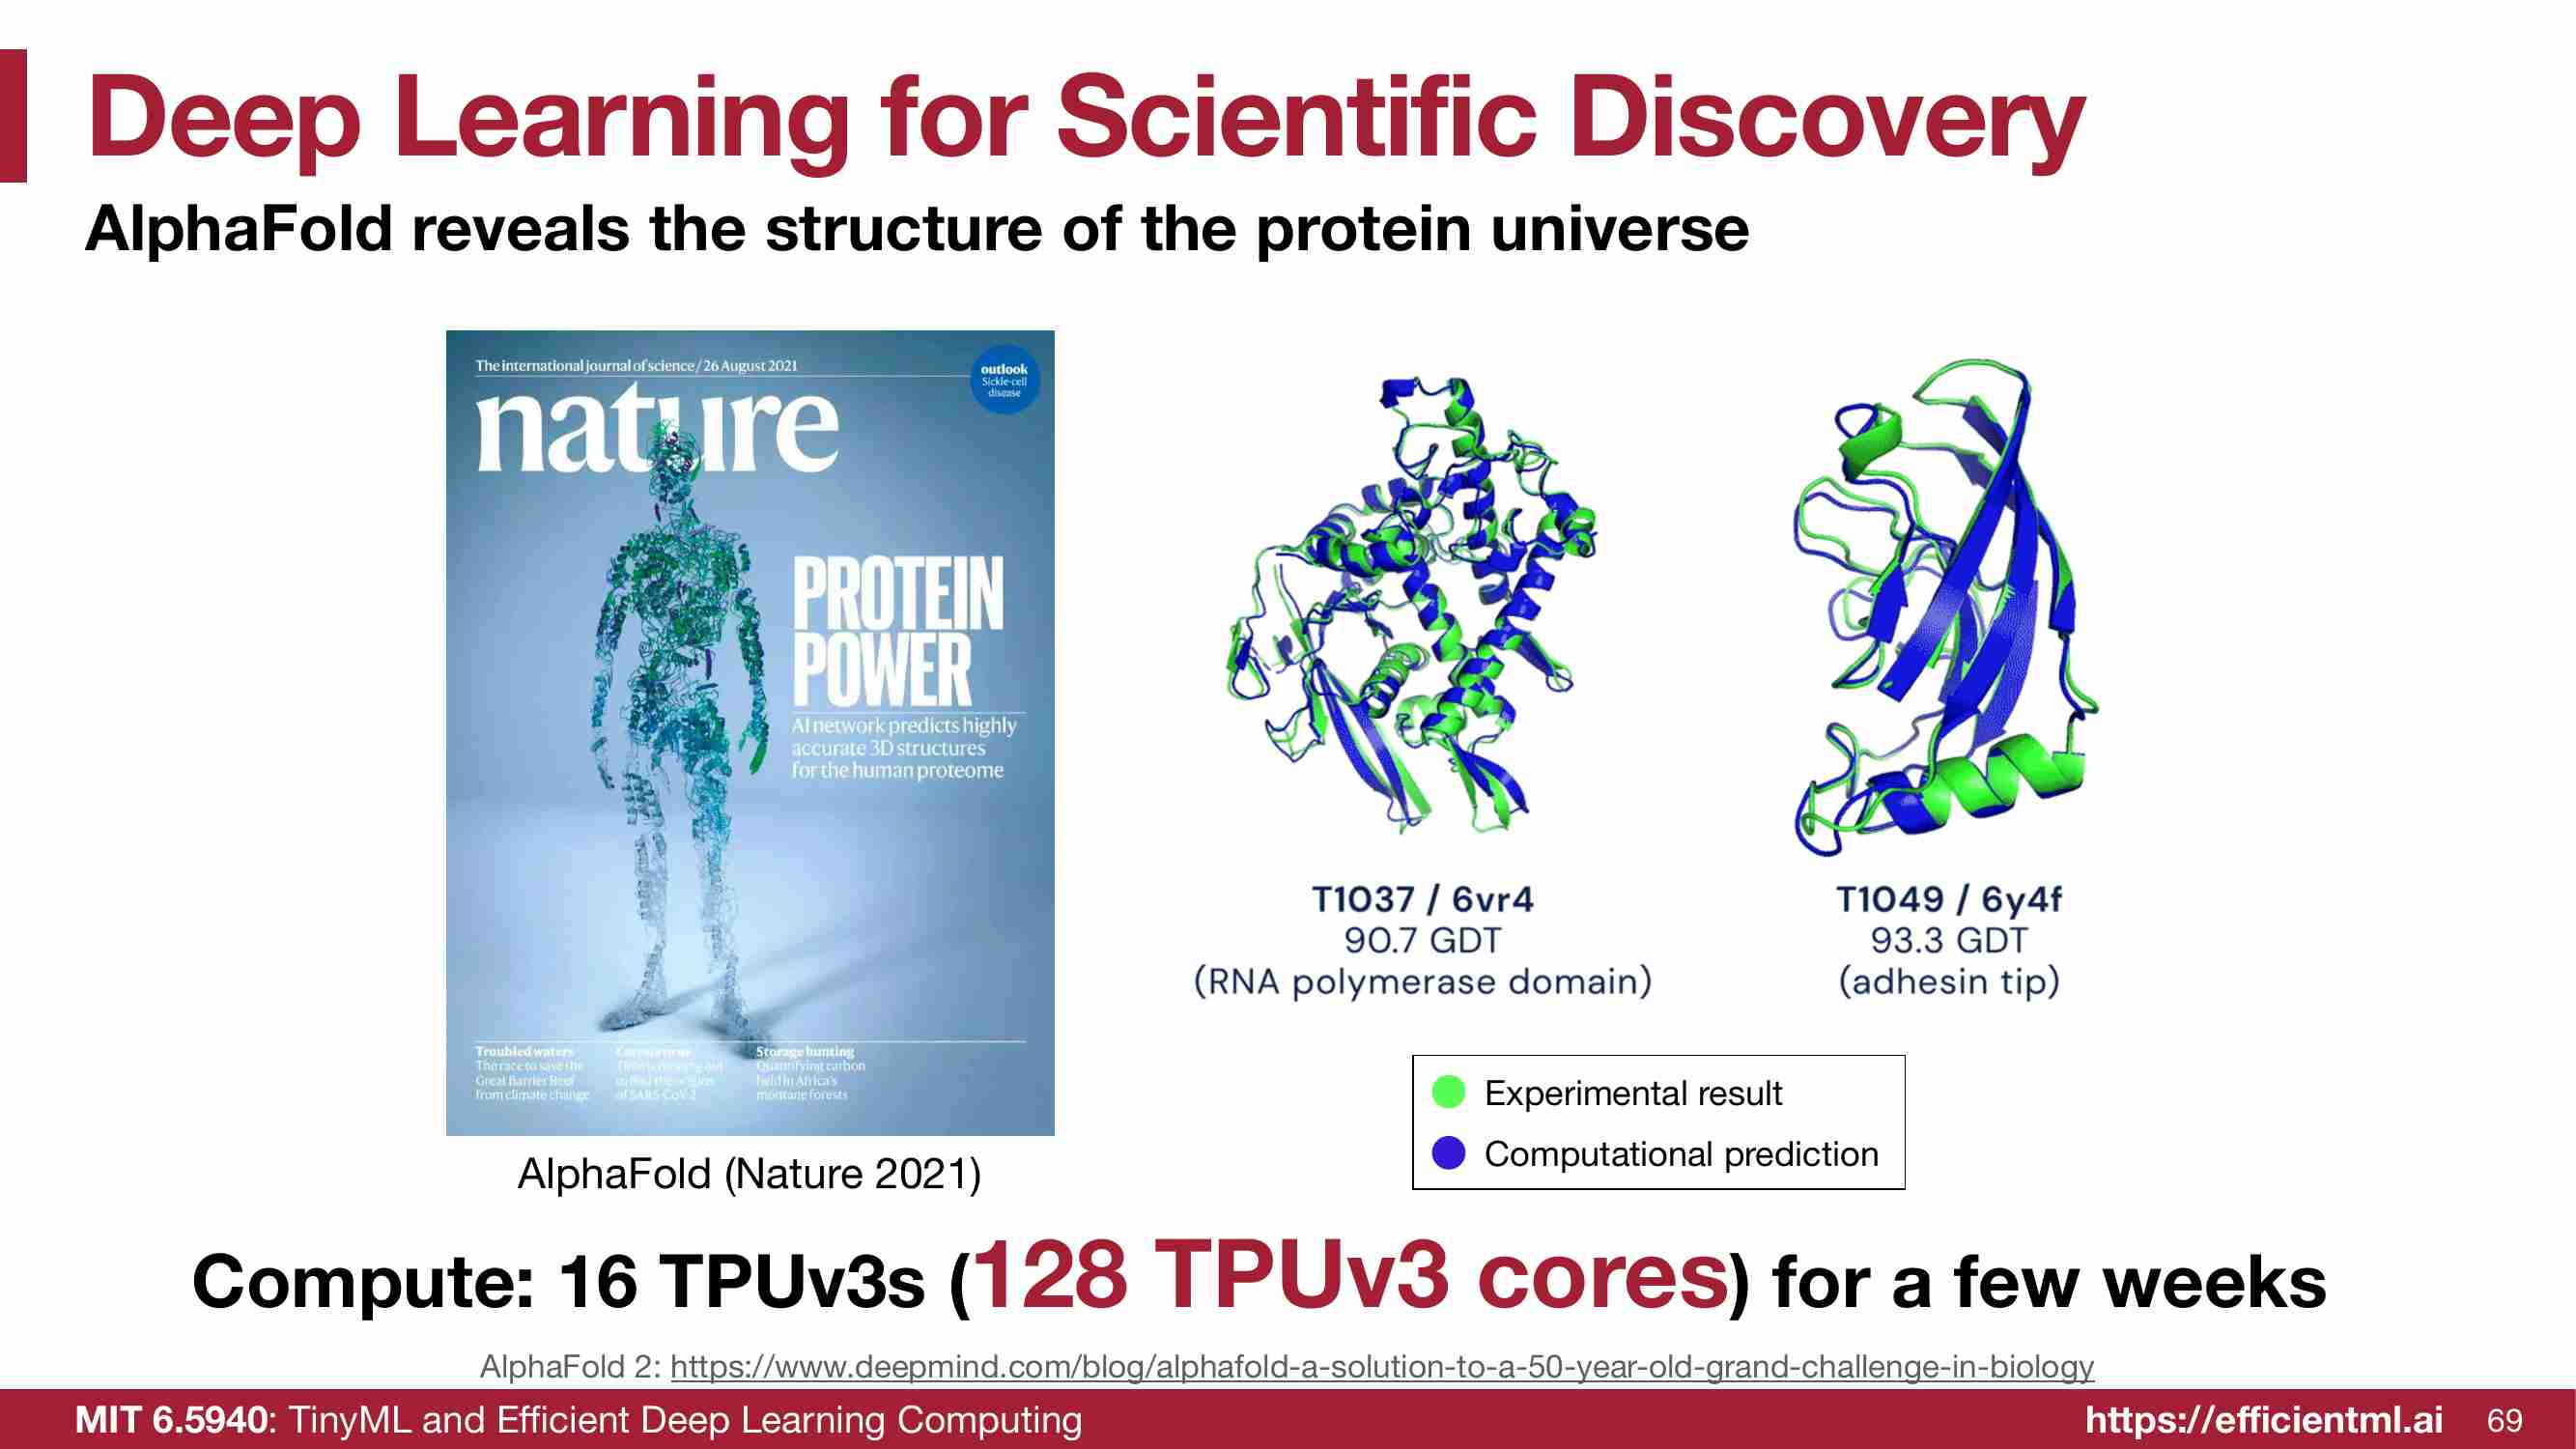 Deep Learning for Scientific Discovery
AlphaFold reveals the structure of the protein universe
The international journal of science / 26 August 2021
outlook
Sickle-cell
disease
nature
PROTEIN
POWER
AI network predicts highly
accurate 3D structures
for the human proteome
Troubled waters
The race to save the
Great Barrier Reef
from climate change
Coronavirus
of SARS-CoV-2
Storage hunting
Quantifying carbon
held in Africa's
montane forests
AlphaFold (Nature 2021)
T1037 / 6vr4
90.7 GDT
(RNA polymerase domain)
T1049 / 6y4f
93.3 GDT
(adhesin tip)
Experimental result
Computational prediction
Compute: 16 TPUv3s (128 TPUv3 cores) for a few weeks
AlphaFold 2: https://www.deepmind.com/blog/alphafold-a-solution-to-a-50-year-old-grand-challenge-in-biology
MIT 6.5940: TinyML and Efficient Deep Learning Computing
https://efficientml.ai 69